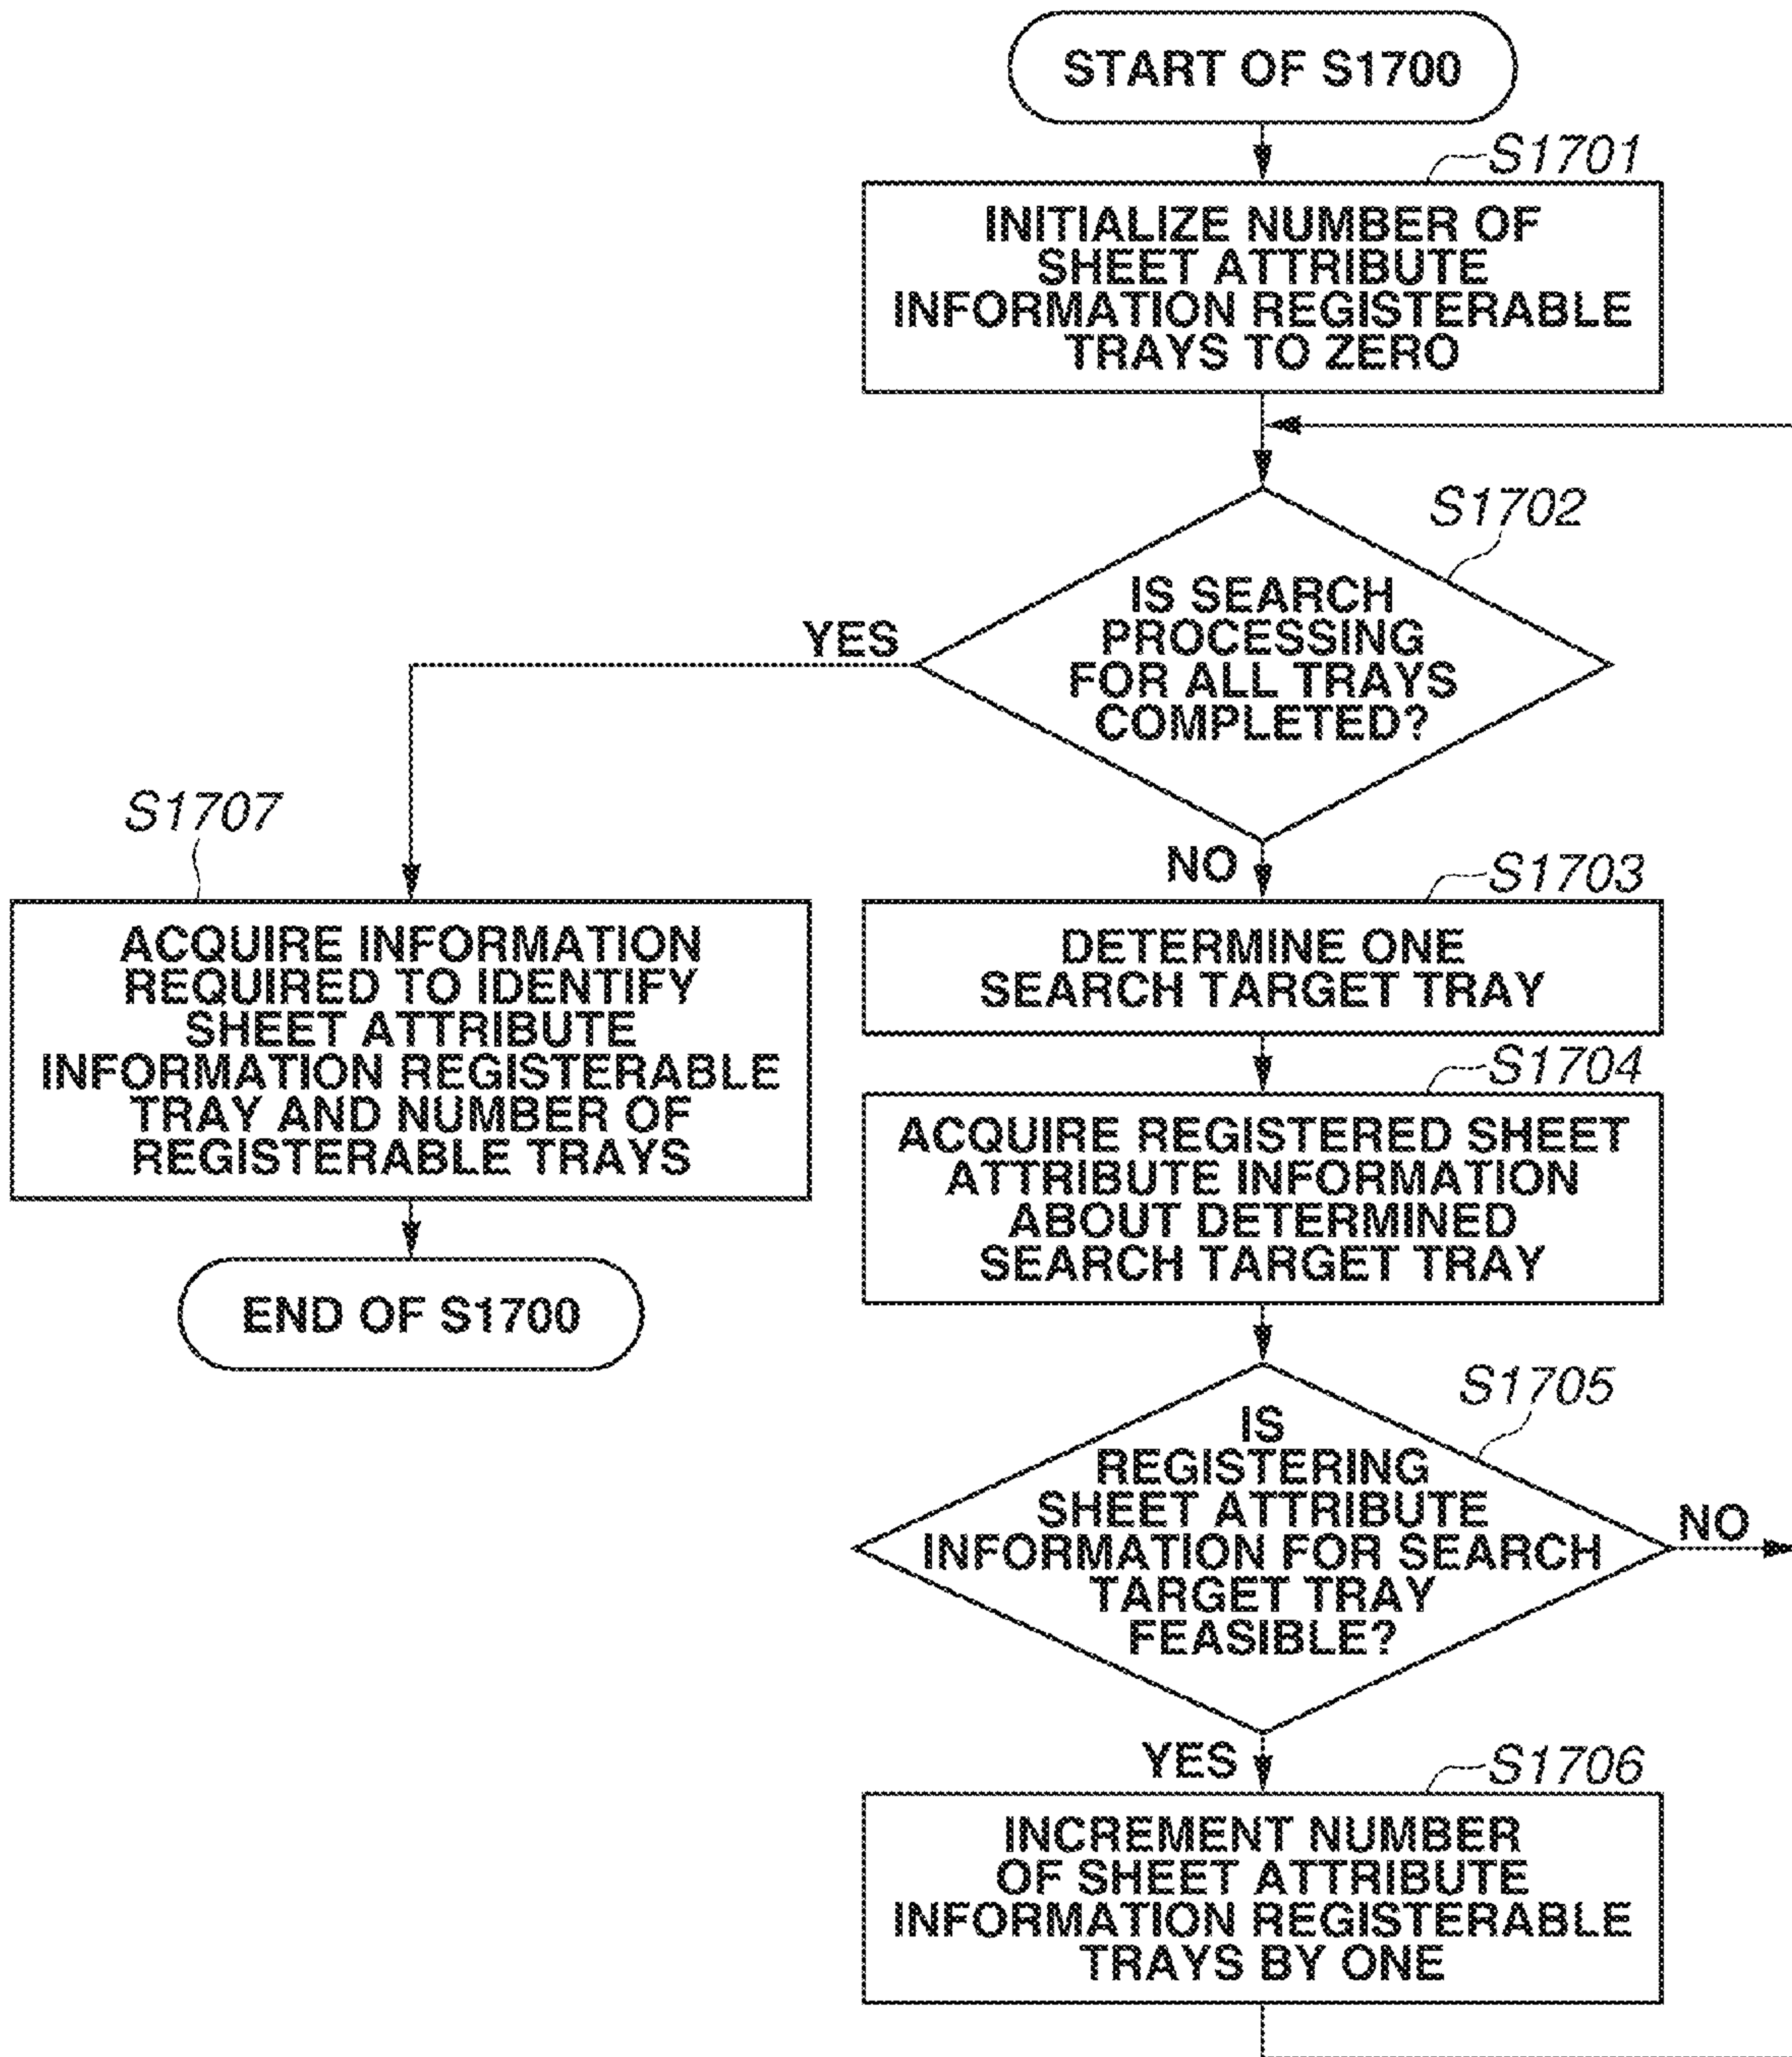 START OF S1700
S1701
INITIALIZE NUMBER OF
SHEET ATTRIBUTE
INFORMATION REGISTERABLE
TRAYS TO ZERO
S1702
IS SEARCH
PROCESSING
FOR ALL TRAYS
COMPLETED?
YES
NO
S1707
ACQUIRE INFORMATION
REQUIRED TO IDENTIFY
SHEET ATTRIBUTE
INFORMATION REGISTERABLE
TRAY AND NUMBER OF
REGISTERABLE TRAYS
END OF S1700
S1703
DETERMINE ONE
SEARCH TARGET TRAY
S1704
ACQUIRE REGISTERED SHEET
ATTRIBUTE INFORMATION
ABOUT DETERMINED
SEARCH TARGET TRAY
S1705
IS
REGISTERING
SHEET ATTRIBUTE
INFORMATION FOR SEARCH
TARGET TRAY
FEASIBLE?
NO
YES
S1706
INCREMENT NUMBER
OF SHEET ATTRIBUTE
INFORMATION REGISTERABLE
TRAYS BY ONE